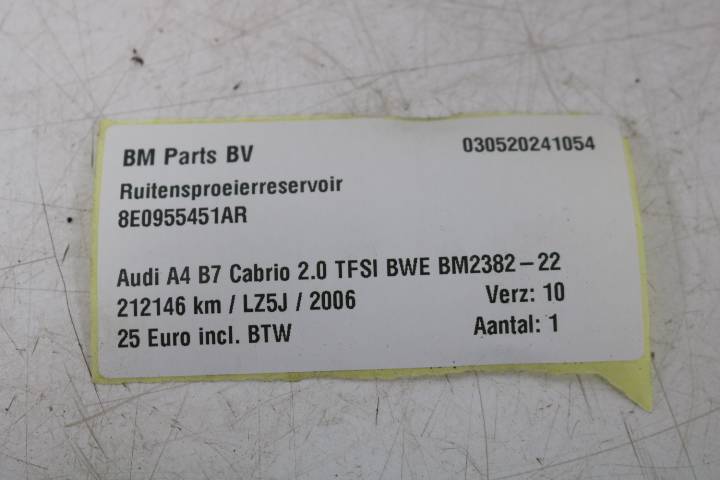 BM Parts BV 030520241054
Ruitensproeierreservoir
8E0955451AR
Audi A4 B7 Cabrio 2.0 TFSI BWE BM2382-22
212146 km / LZ5J / 2006 Verz: 10
25 Euro incl. BTW Aantal: 1